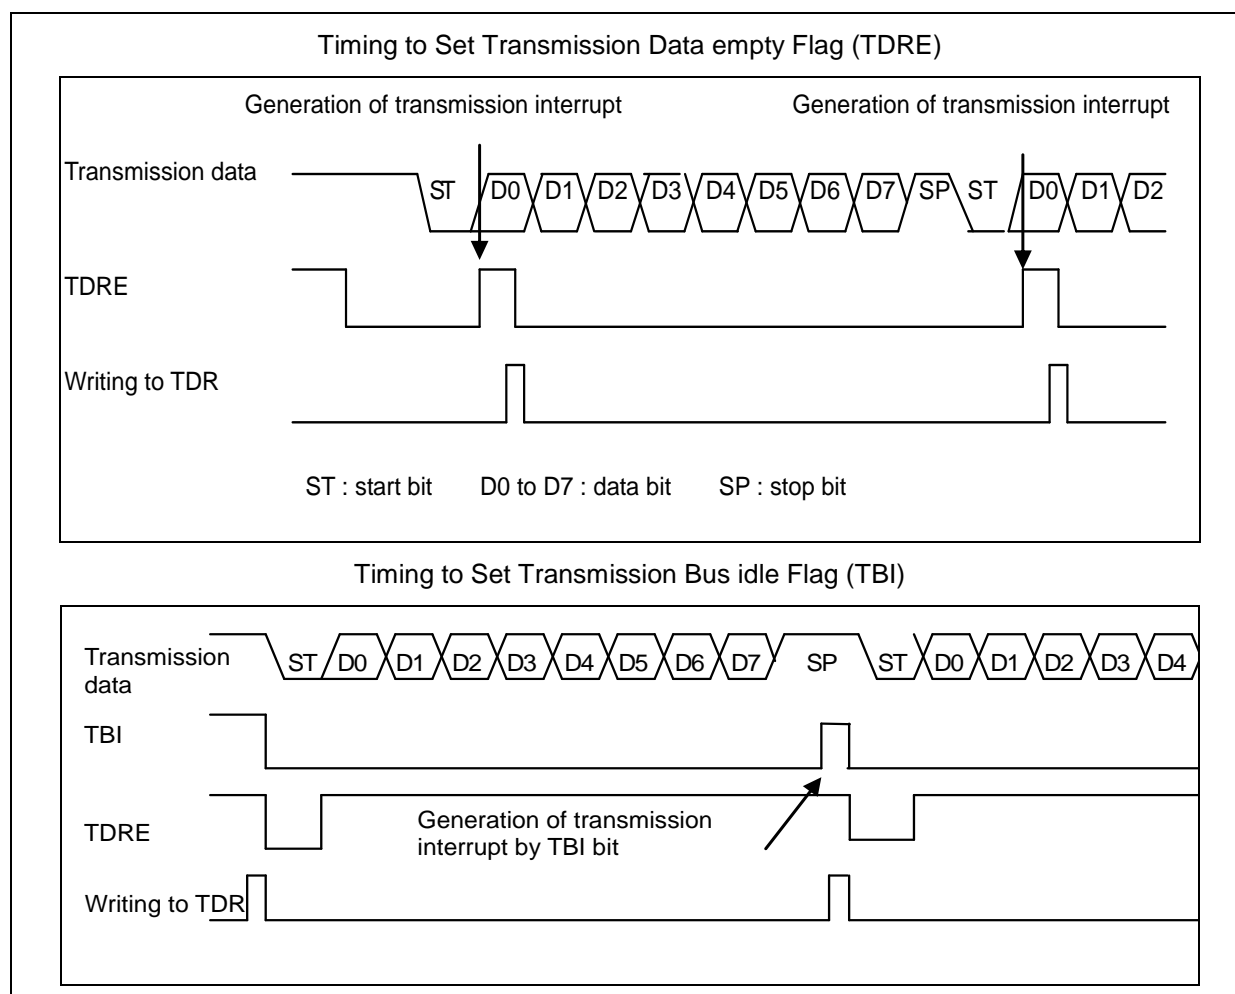 Timing to Set Transmission Data empty Flag (TDRE)
Generation of transmission interrupt Generation of transmission interrupt
Transmission data ST D0 D1 D2 D3 D4 D5 D6 D7 SP ST D0 D1 D2
TDRE
Writing to TDR
ST : start bit D0 to D7 : data bit SP : stop bit
Timing to Set Transmission Bus idle Flag (TBI)
Transmission ST D0 D1 D2 D3 D4 D5 D6 D7 SP ST D0 D1 D2 D3 D4
data
TBI
Generation of transmission
TDRE interrupt by TBI bit
Writing to TDR